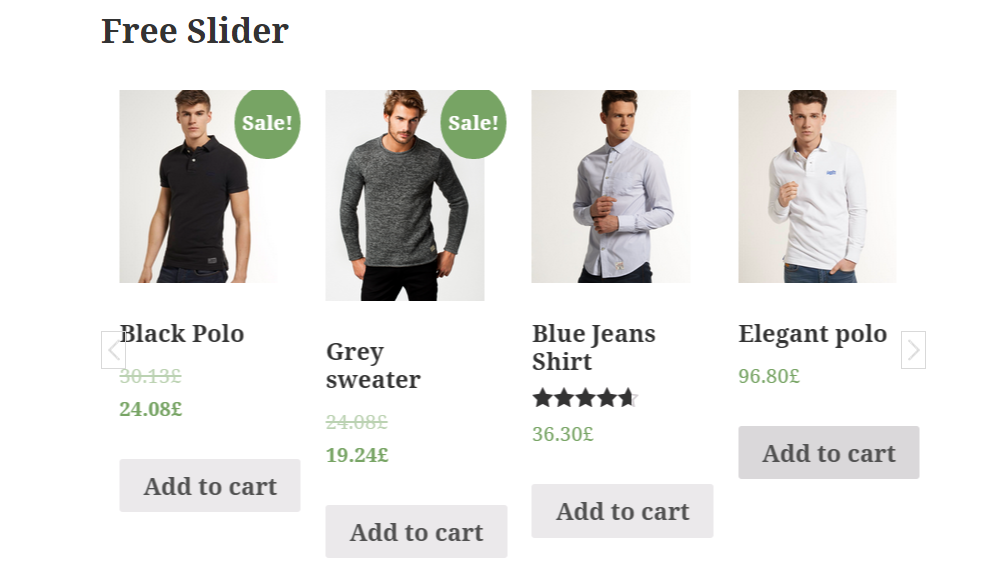 Free Slider
Sale!
Sale!
Black Polo
30.13£
24.08£
Add to cart
Grey
sweater
24.08£
19.24£
Add to cart
Blue Jeans
Shirt
36.30£
Add to cart
Elegant polo
96.80£
Add to cart